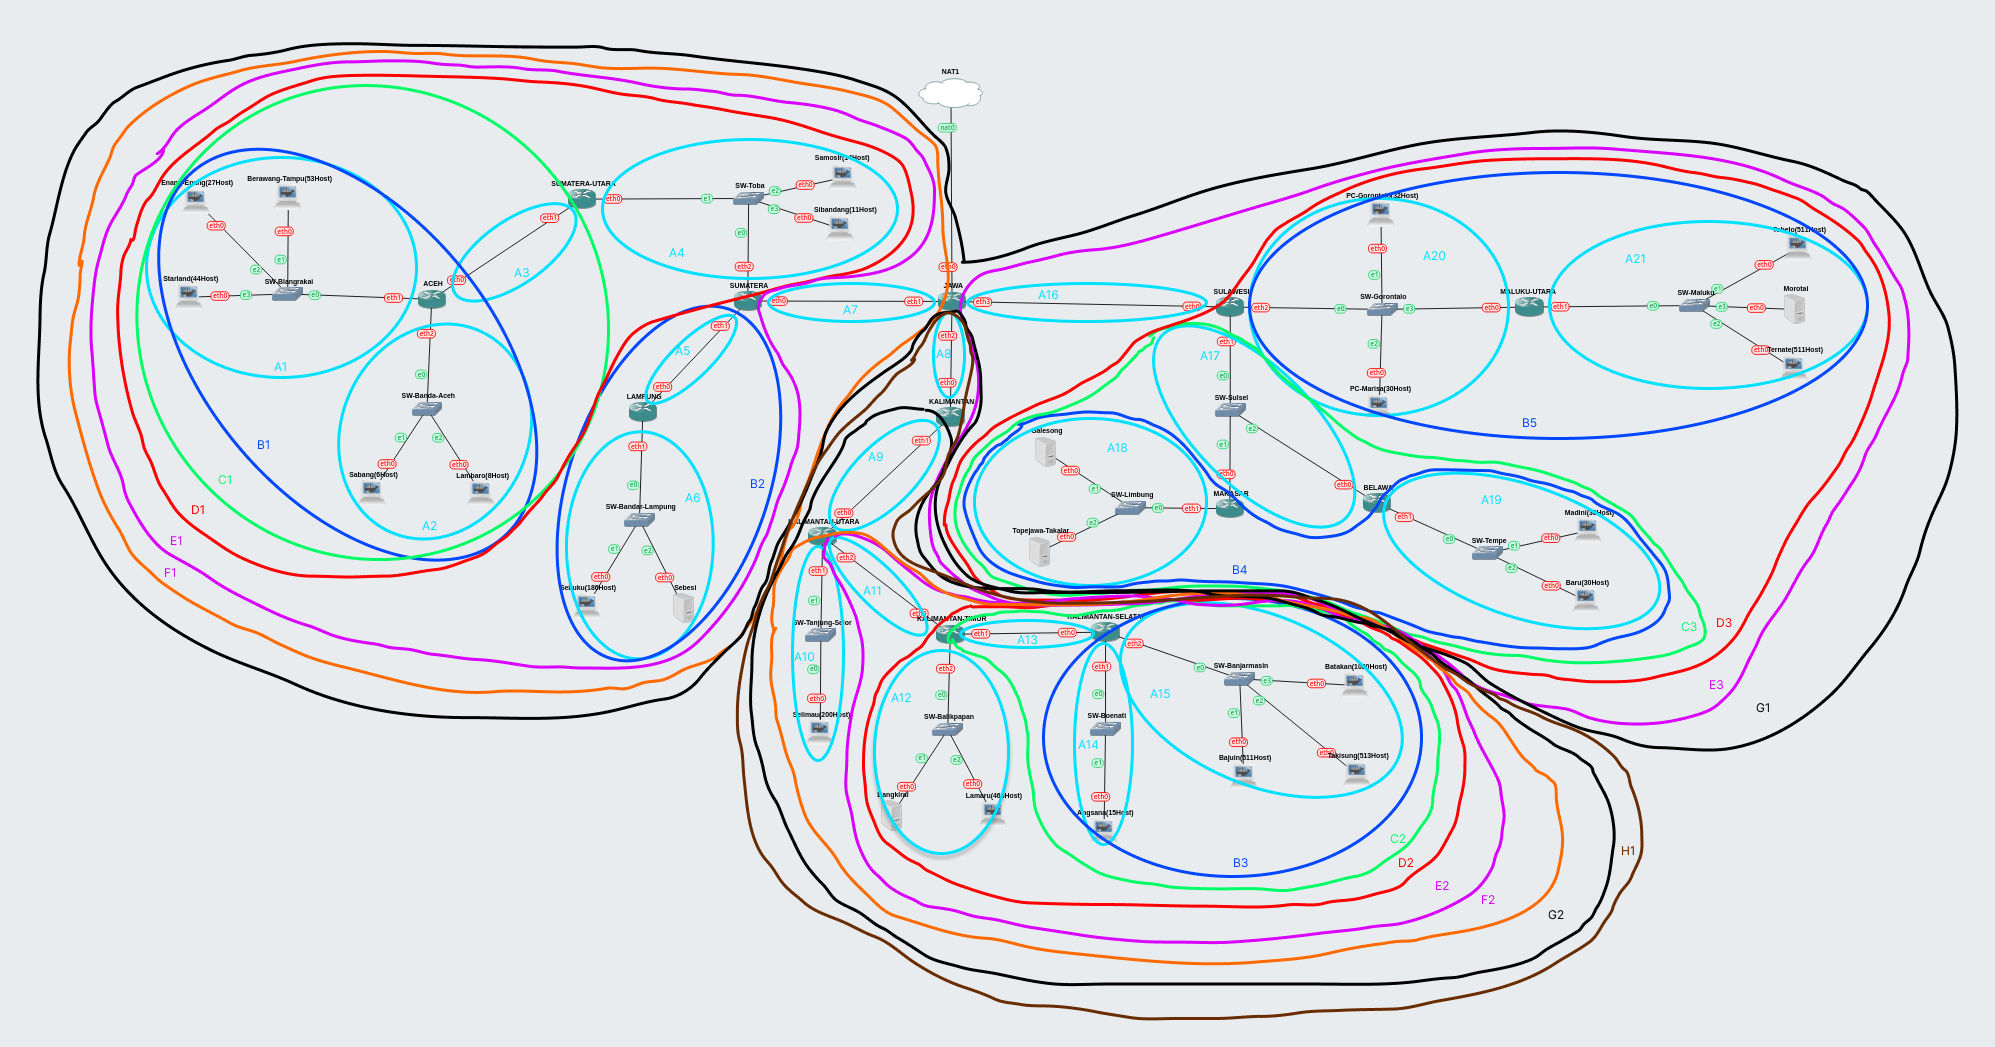 NAT1
nat0
Samosir(14Host)
SW-Toba
Enang-Enang(27Host)
Berawang-Tampu(53Host)
SUMATERA-UTARA
eth0
e1
e2
eth0
e3
eth0
Sibandang(11Host)
PC-Gorontalo(32Host)
eth0
eth0
eth1
e0
A4
Tobelo(511Host)
eth0
A20
A21
e2
e1
A3
eth2
eth0
Starland(44Host)
SW-Blangrakai
ACEH
eth0
SUMATERA
JAWA
SULAWESI
e1
SW-Gorontalo
MALUKU-UTARA
SW-Maluku
e1
Morotai
eth0
e3
e0
eth1
eth0
A7
eth1
eth3
A16
eth0
eth2
e0
e3
eth0
eth1
e0
e3
eth0
e2
eth2
A5
eth1
eth2
eth1
e2
eth0
Ternate(511Host)
A8
A17
A1
e0
eth0
eth0
e0
eth0
PC-Marisa(30Host)
SW-Banda-Aceh
LAMPUNG
KALIMANTAN
SW-Sulsel
B5
e1
e2
B1
eth1
eth1
Galesong
e1
e2
A9
A18
eth0
eth0
Sabang(6Host)
Lambaro(8Host)
C1
e0
A6
B2
eth0
e1
eth0
eth0
BELAWA
A19
MAKASAR
SW-Limbung
SW-Bandar-Lampung
D1
eth0
e0
eth1
eth1
Madini(23Host)
A2
KALIMANTAN-UTARA
Topejawa-Takalar
e2
eth0
e0
SW-Tempe
e1
eth0
E1
e1
e2
eth2
e2
F1
eth0
eth0
eth1
B4
eth0
Baru(30Host)
Sebesi
A11
e1
eth0
SW-Tanjung-Selor
KALIMANTAN-TIMUR
KALIMANTAN-SELATAN
eth1
A13
eth0
eth2
C3
D3
A10
e0
eth2
eth1
e0
SW-Banjarmasin
Batakan(1000Host)
e3
eth0
E3
A12
e0
e0
A15
e2
G1
eth0
Selimau(200Host)
SW-Balikpapan
SW-Boenati
e1
A14
e1
e2
e1
eth0
eth0
Bajuin(511Host)
Takisung(513Host)
eth0
eth0
Bangkirai
eth0
Angsana(15Host)
C2
H1
B3
D2
E2
F2
G2